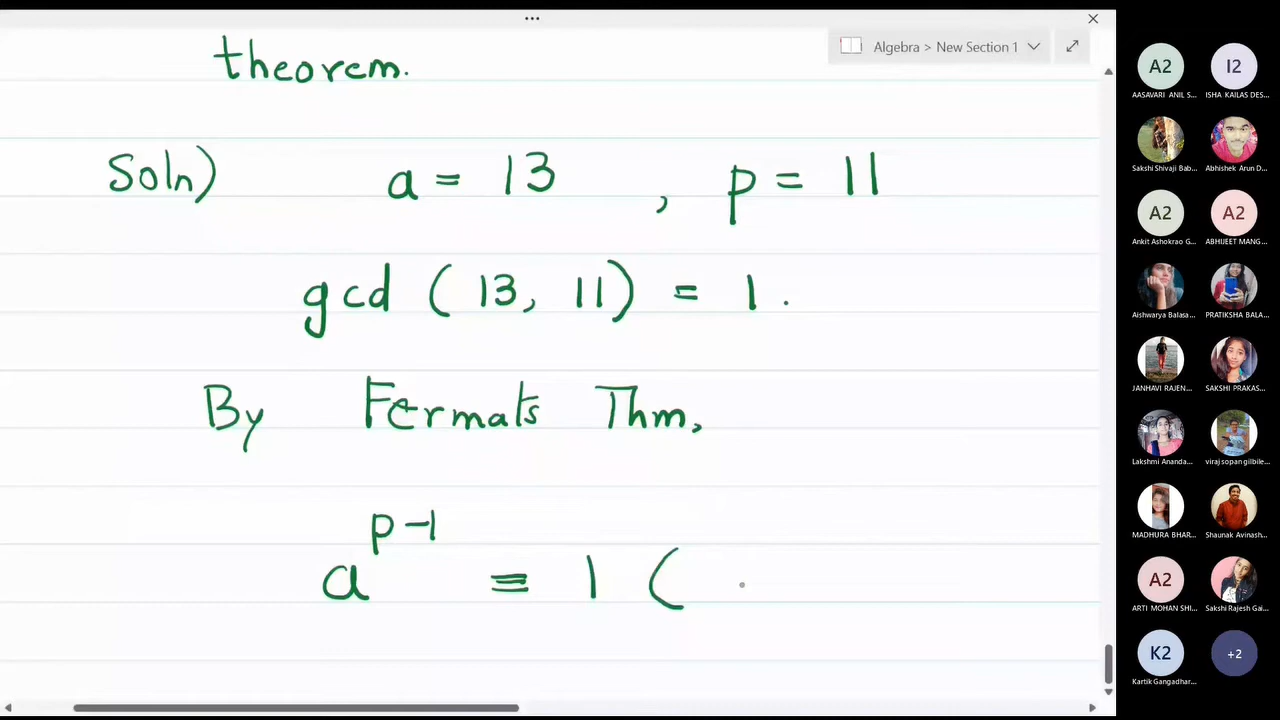 Algebra > New Section 1
theorem.
Soln) a = 13 , p = 11
gcd ( 13, 11) = 1 .
By Fermats Thm,
a^{p-1} ≡ 1 (
A2
I2
AASAVARI ANIL S...
ISHA KAILAS DES...
Sakshi Shivaji Bab...
Abhishek Arun D...
A2
A2
Ankit Ashokrao G...
ABHIJEET MANG...
Aishwarya Balasa...
PRATIKSHA BALA...
JANHAVI RAJEN...
SAKSHI PRAKAS...
Lakshmi Ananda...
viraj sopan gilbile...
MADHURA BHAR...
Shaunak Avinash...
A2
ARTI MOHAN SHI...
Sakshi Rajesh Gai...
K2
+2
Kartik Gangadhar...